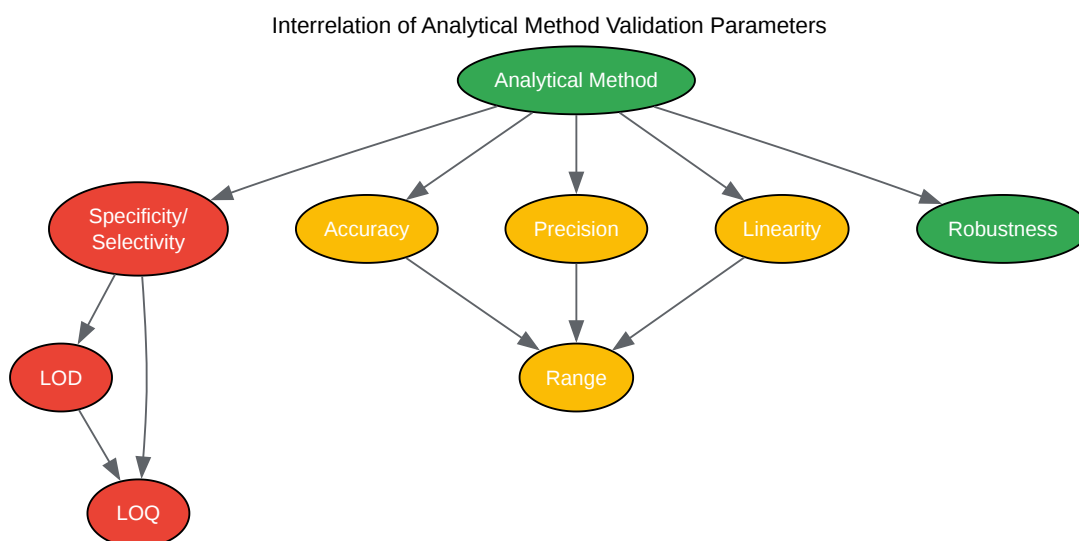 Interrelation of Analytical Method Validation Parameters
Analytical Method
Specificity/
Selectivity
Accuracy
Precision
Linearity
Robustness
LOD
Range
LOQ